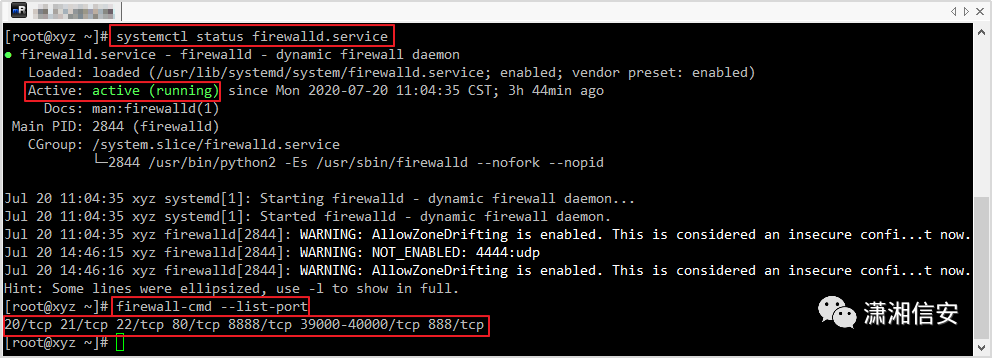 [root@xyz ~]# systemctl status firewalld.service
● firewalld.service - firewalld - dynamic firewall daemon
Loaded: loaded (/usr/lib/systemd/system/firewalld.service; enabled; vendor preset: enabled)
Active: active (running) since Mon 2020-07-20 11:04:35 CST; 3h 44min ago
Docs: man:firewalld(1)
Main PID: 2844 (firewalld)
CGroup: /system.slice/firewalld.service
└─2844 /usr/bin/python2 -Es /usr/sbin/firewalld --nofork --nopid
Jul 20 11:04:35 xyz systemd[1]: Starting firewalld - dynamic firewall daemon...
Jul 20 11:04:35 xyz systemd[1]: Started firewalld - dynamic firewall daemon.
Jul 20 11:04:35 xyz firewalld[2844]: WARNING: AllowZoneDrifting is enabled. This is considered an insecure confi...t now.
Jul 20 14:46:15 xyz firewalld[2844]: WARNING: NOT_ENABLED: 4444:udp
Jul 20 14:46:16 xyz firewalld[2844]: WARNING: AllowZoneDrifting is enabled. This is considered an insecure confi...t now.
Hint: Some lines were ellipsized, use -l to show in full.
[root@xyz ~]# firewall-cmd --list-port
20/tcp 21/tcp 22/tcp 80/tcp 8888/tcp 39000-40000/tcp 888/tcp
[root@xyz ~]#
潇湘信安